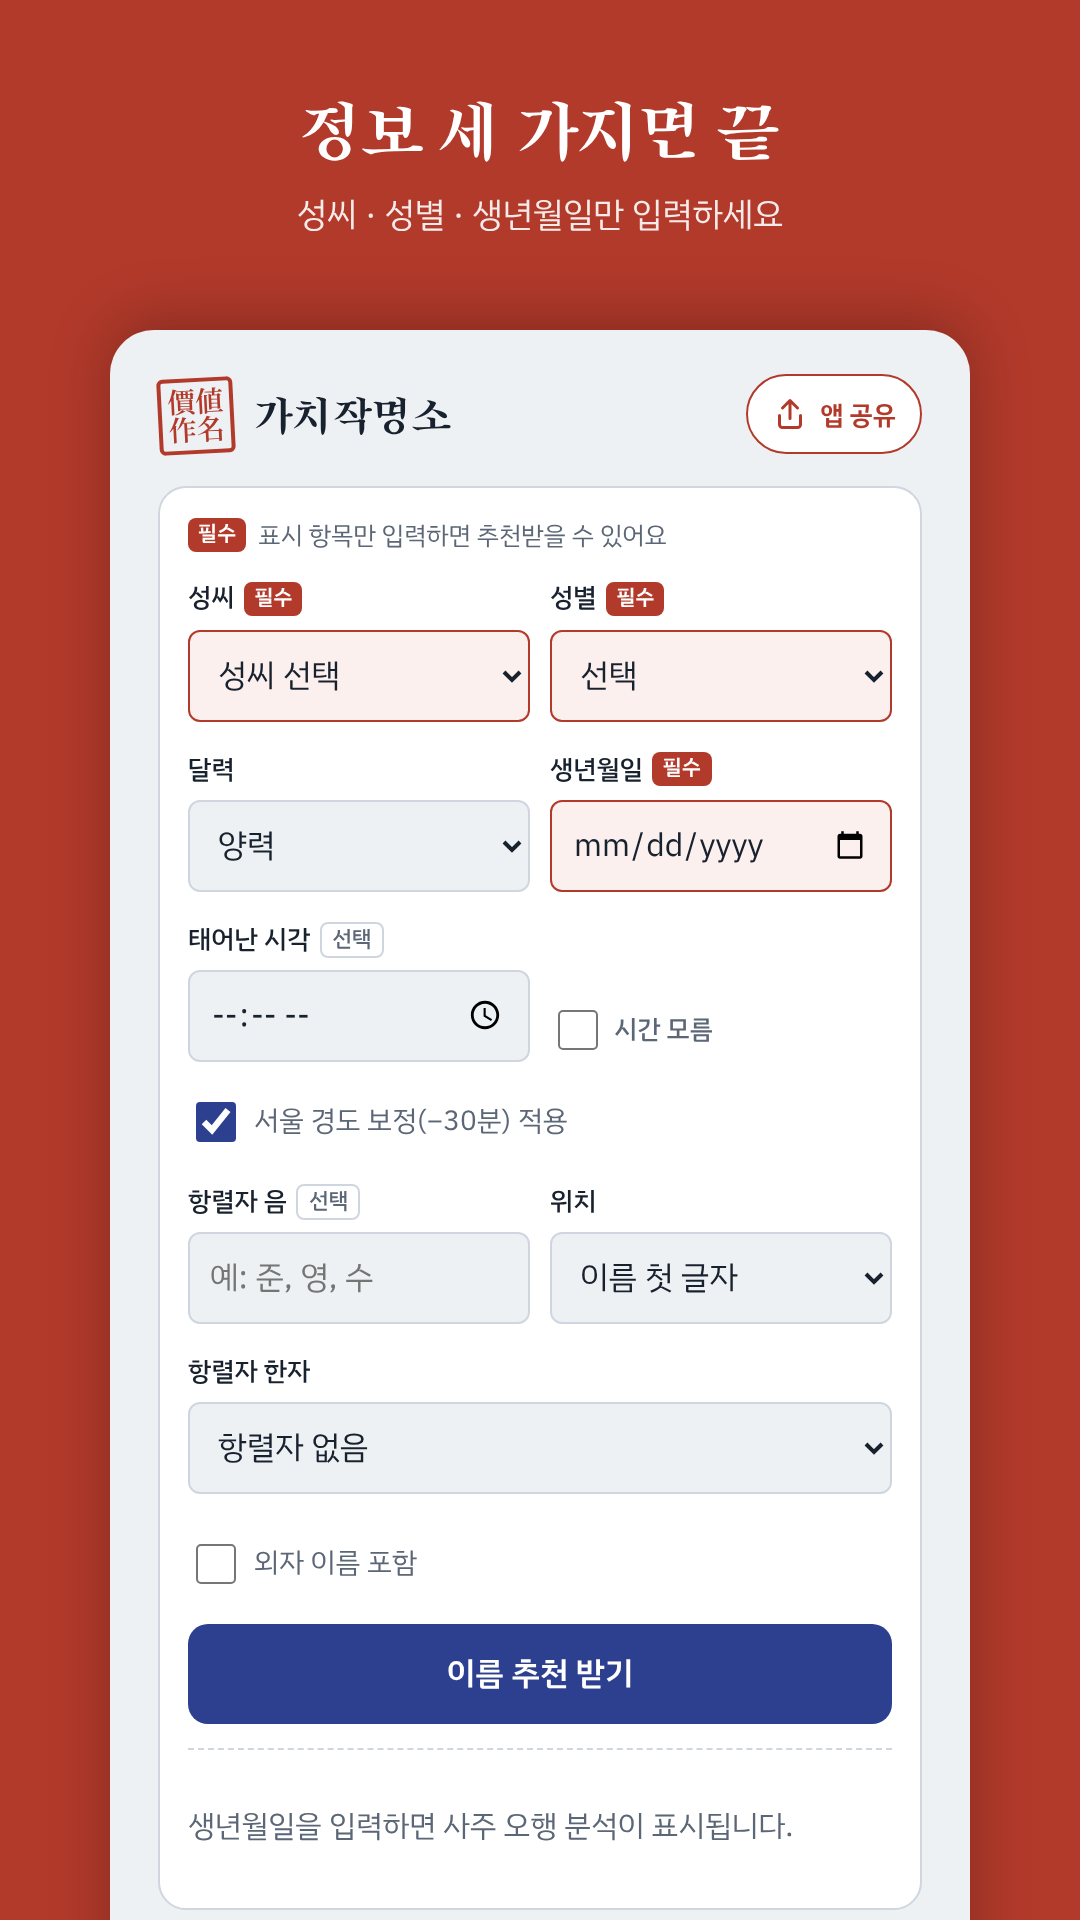 정보 세 가지면 끝
성씨 · 성별 · 생년월일만 입력하세요
價値
作名
가치작명소
앱 공유
필수 표시 항목만 입력하면 추천받을 수 있어요
성씨 필수
성별 필수
성씨 선택
선택
달력
생년월일 필수
양력
mm/dd/yyyy
태어난 시각 선택
--:-- --
시간 모름
서울 경도 보정(−30분) 적용
항렬자 음 선택
위치
예: 준, 영, 수
이름 첫 글자
항렬자 한자
항렬자 없음
외자 이름 포함
이름 추천 받기
생년월일을 입력하면 사주 오행 분석이 표시됩니다.